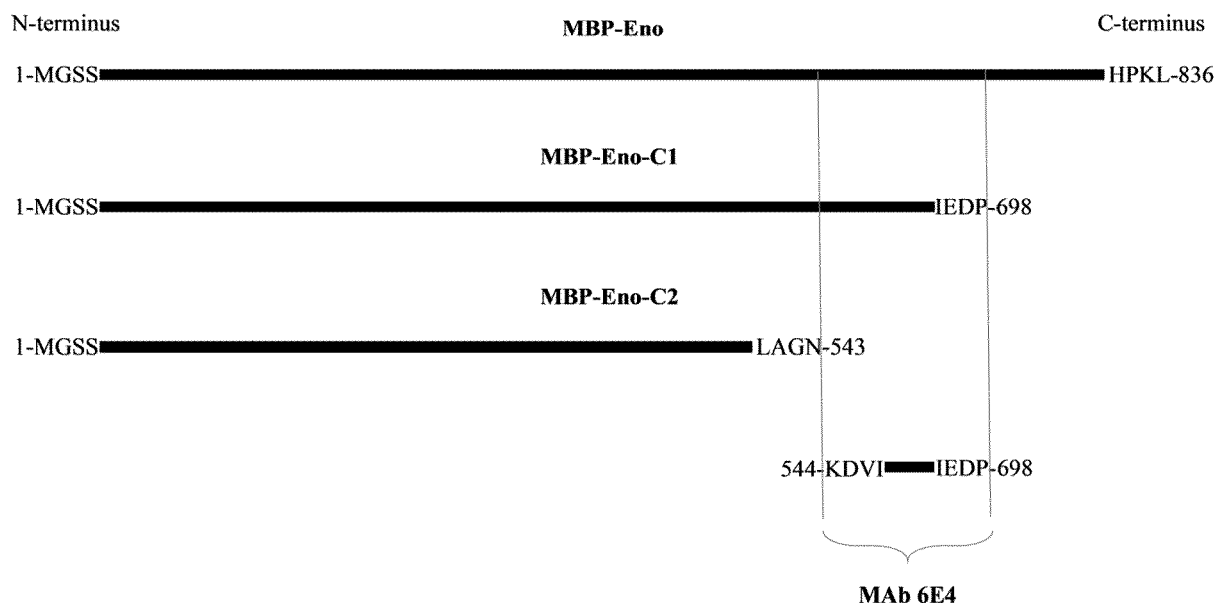 N-terminus MBP-Eno C-terminus
1-MGSS HPKL-836
MBP-Eno-C1
1-MGSS IEDP-698
MBP-Eno-C2
1-MGSS LAGN-543
544-KDVI IEDP-698
MAb 6E4